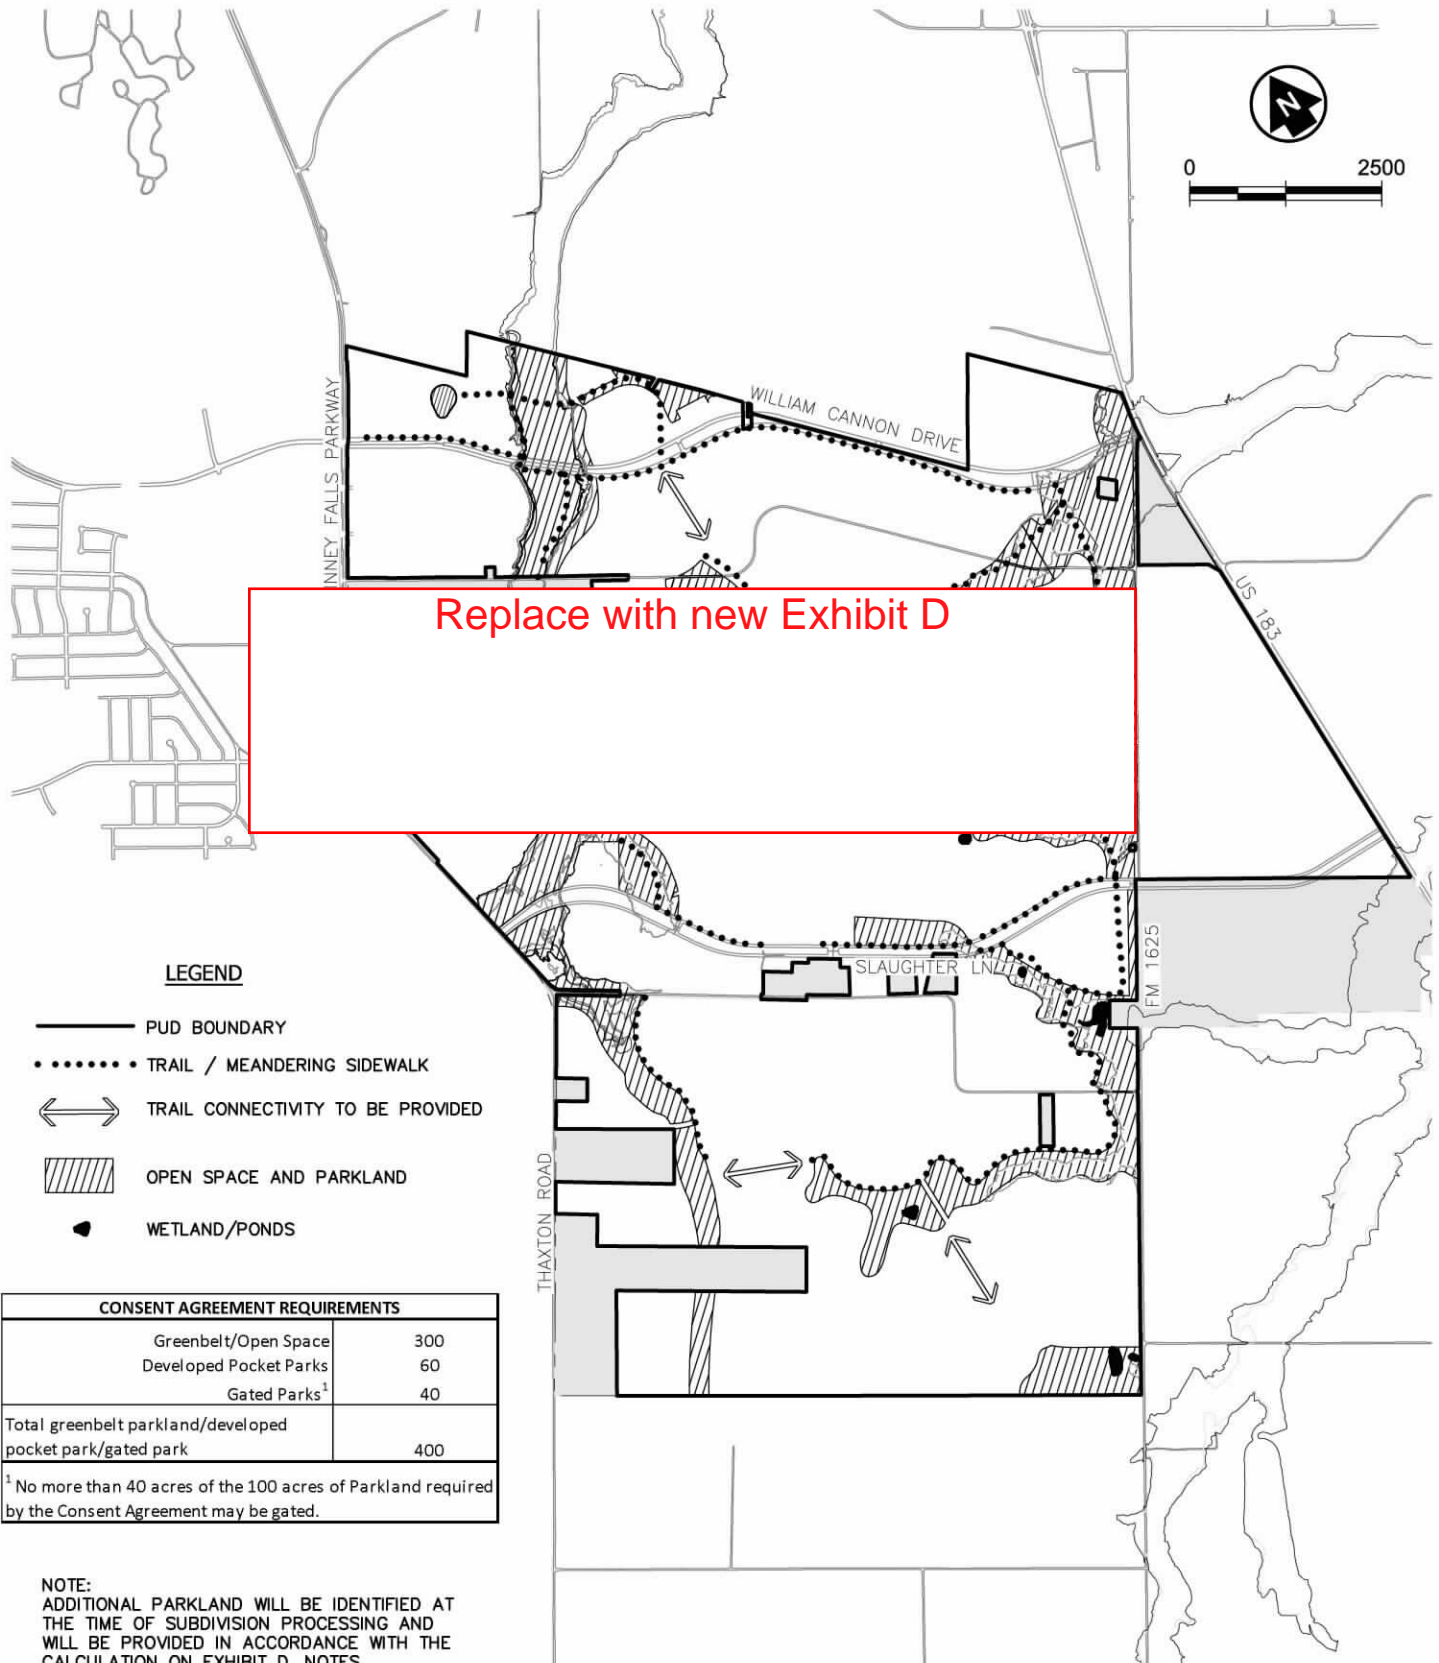 N
0 2500
WILLIAM CANNON DRIVE
INNEY FALLS PARKWAY
US 183
Replace with new Exhibit D
SLAUGHTER LN
FM 1625
THAXTON ROAD
LEGEND
PUD BOUNDARY
TRAIL / MEANDERING SIDEWALK
TRAIL CONNECTIVITY TO BE PROVIDED
OPEN SPACE AND PARKLAND
WETLAND/PONDS
CONSENT AGREEMENT REQUIREMENTS
Greenbelt/Open Space 300
Developed Pocket Parks 60
Gated Parks¹ 40
Total greenbelt parkland/developed
pocket park/gated park 400
¹ No more than 40 acres of the 100 acres of Parkland required
by the Consent Agreement may be gated.
NOTE:
ADDITIONAL PARKLAND WILL BE IDENTIFIED AT
THE TIME OF SUBDIVISION PROCESSING AND
WILL BE PROVIDED IN ACCORDANCE WITH THE
CALCULATION ON EXHIBIT D NOTES